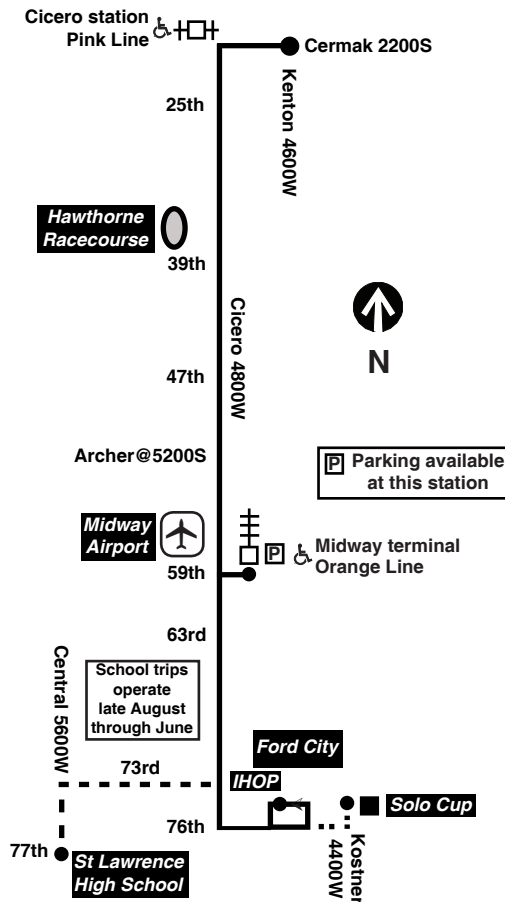 Cicero station
Pink Line
Cermak 2200S
Kenton 4600W
25th
Hawthorne
Racecourse
39th
Cicero 4800W
N
47th
Archer@5200S
P Parking available
at this station
Midway
Airport
P
Midway terminal
Orange Line
59th
63rd
Central 5600W
School trips
operate
late August
through June
Ford City
73rd
IHOP
Solo Cup
76th
Kostner
4400W
77th
St Lawrence
High School